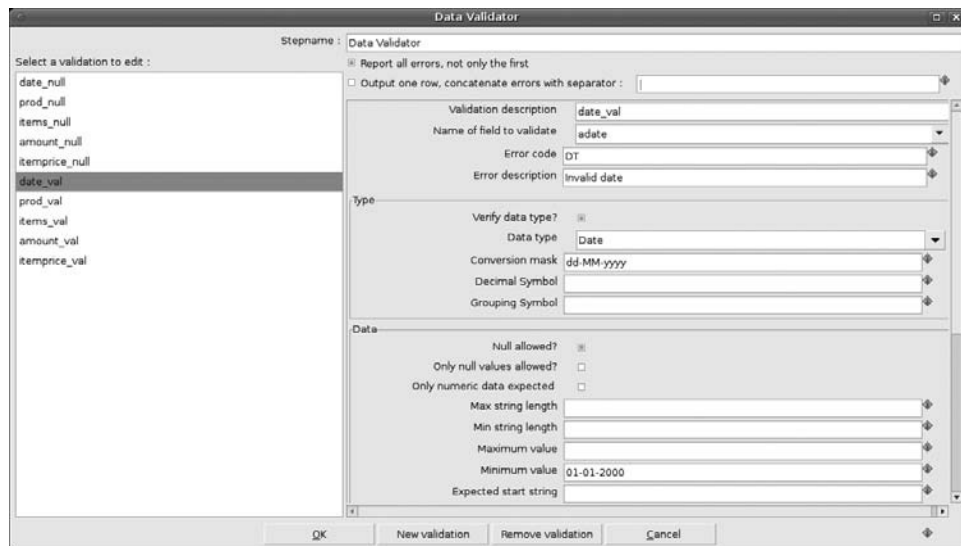 Data Validator
Stepname : Data Validator
Select a validation to edit :
date_null
prod_null
items_null
amount_null
itemprice_null
date_val
prod_val
items_val
amount_val
itemprice_val
Report all errors, not only the first
Output one row, concatenate errors with separator : |
Validation description date_val
Name of field to validate adate
Error code DT
Error description Invalid date
Type
Verify data type?
Data type Date
Conversion mask dd-MM-yyyy
Decimal Symbol
Grouping Symbol
Data
Null allowed?
Only null values allowed?
Only numeric data expected
Max string length
Min string length
Maximum value
Minimum value 01-01-2000
Expected start string
OK New validation Remove validation Cancel